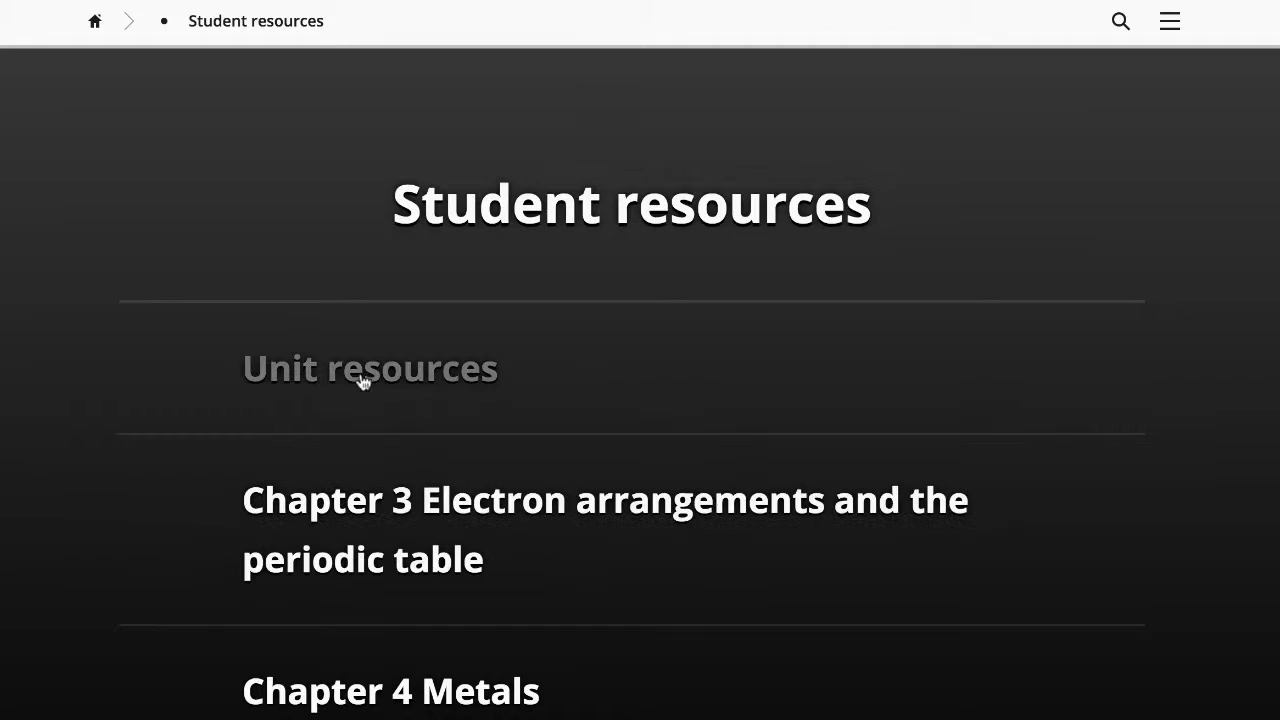 Student resources
Student resources
Unit resources
Chapter 3 Electron arrangements and the
periodic table
Chapter 4 Metals